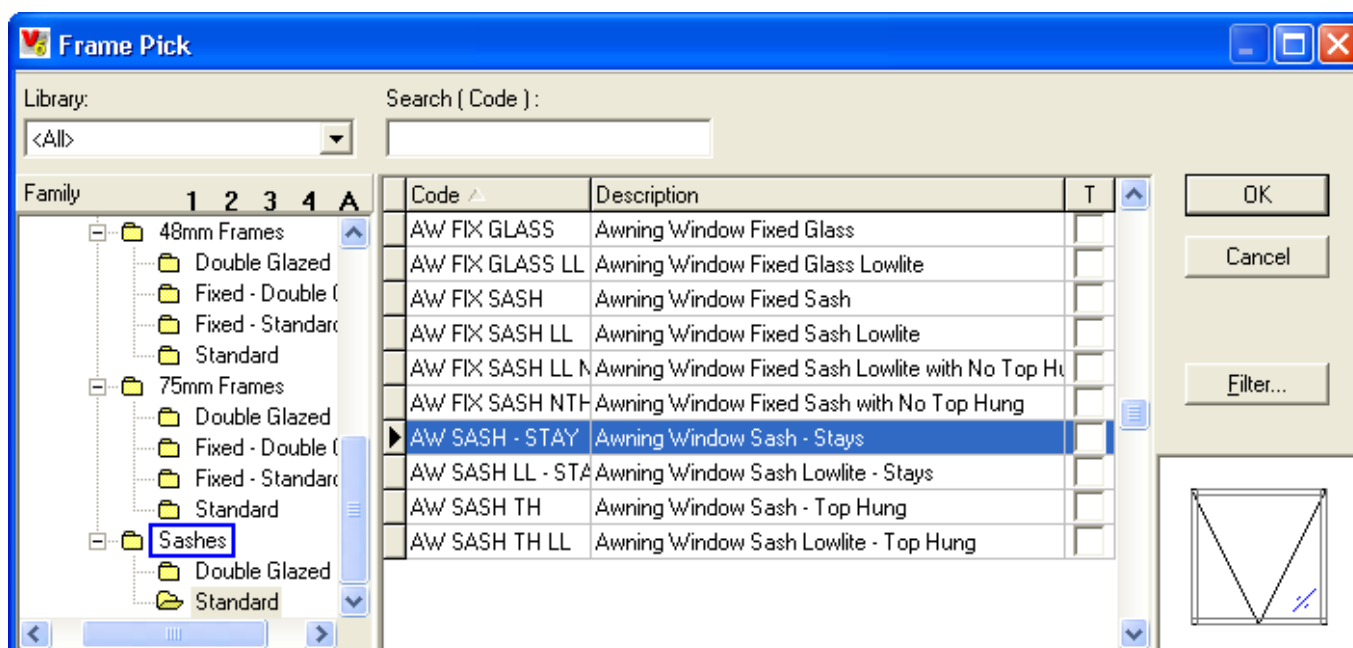 Frame Pick
Library:
Search ( Code ) :
<All>
Family 1 2 3 4 A
48mm Frames
Double Glazed
Fixed - Double
Fixed - Standard
Standard
75mm Frames
Double Glazed
Fixed - Double
Fixed - Standard
Standard
Sashes
Double Glazed
Standard
Code Description T
AW FIX GLASS Awning Window Fixed Glass
AW FIX GLASS LL Awning Window Fixed Glass Lowlite
AW FIX SASH Awning Window Fixed Sash
AW FIX SASH LL Awning Window Fixed Sash Lowlite
AW FIX SASH LL N Awning Window Fixed Sash Lowlite with No Top Hu
AW FIX SASH NTH Awning Window Fixed Sash with No Top Hung
AW SASH - STAY Awning Window Sash - Stays
AW SASH LL - STA Awning Window Sash Lowlite - Stays
AW SASH TH Awning Window Sash - Top Hung
AW SASH TH LL Awning Window Sash Lowlite - Top Hung
OK
Cancel
Filter...